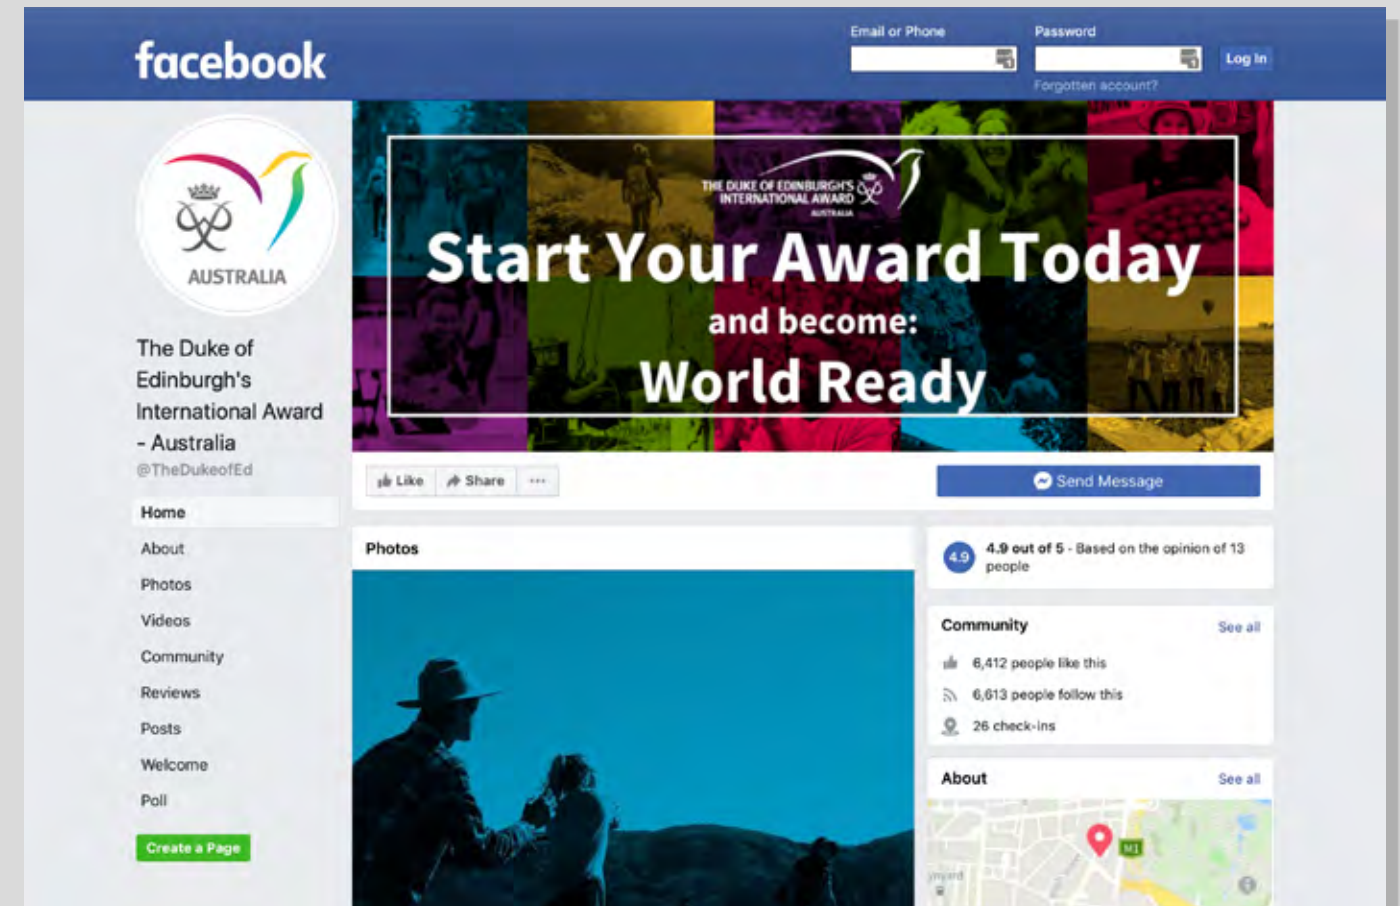 facebook
Email or Phone
Password
Log In
Forgotten account?
AUSTRALIA
The Duke of
Edinburgh's
International Award
- Australia
@TheDukeofEd
Home
About
Photos
Videos
Community
Reviews
Posts
Welcome
Poll
Create a Page
THE DUKE OF EDINBURGH'S
INTERNATIONAL AWARD
AUSTRALIA
Start Your Award Today
and become:
World Ready
Like
Share
Send Message
Photos
4.9
4.9 out of 5 - Based on the opinion of 13
people
Community
See all
6,412 people like this
6,613 people follow this
26 check-ins
About
See all
M1